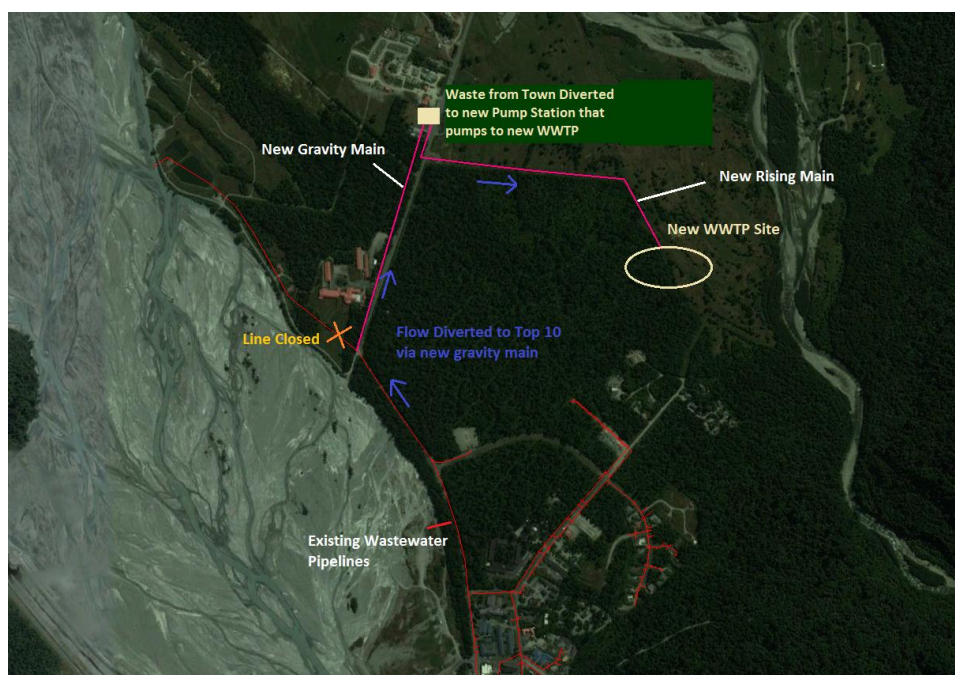 Waste from Town Diverted
to new Pump Station that
pumps to new WWTP
New Gravity Main
New Rising Main
New WWTP Site
Line Closed
Flow Diverted to Top 10
via new gravity main
Existing Wastewater
Pipelines